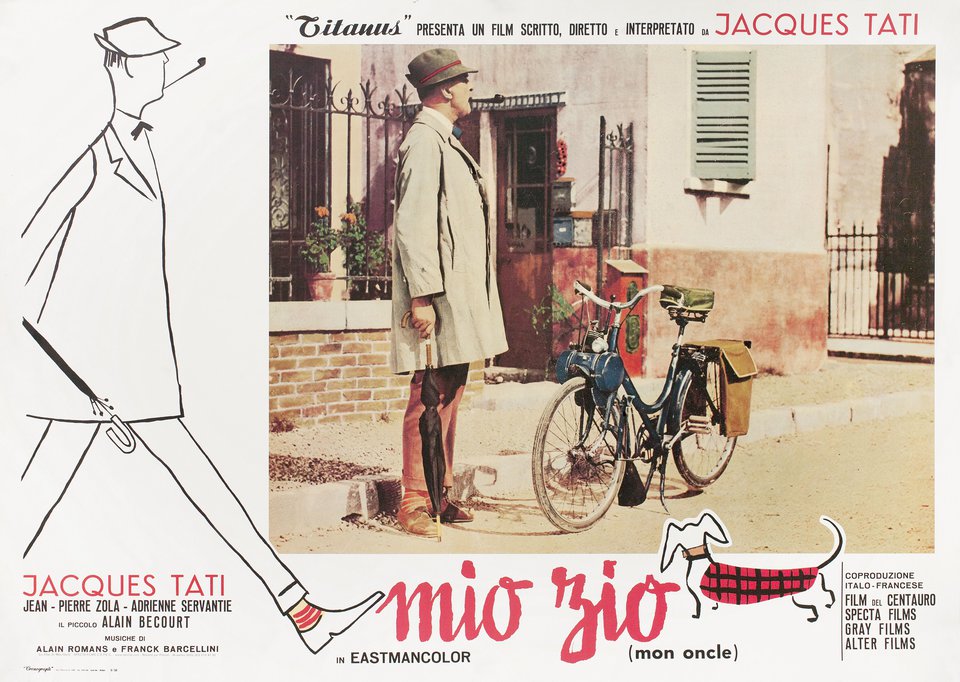 "Titanus" PRESENTA UN FILM SCRITTO, DIRETTO E INTERPRETATO DA JACQUES TATI
JACQUES TATI
JEAN - PIERRE ZOLA - ADRIENNE SERVANTIE
IL PICCOLO ALAIN BECOURT
MUSICHE DI
ALAIN ROMANS e FRANCK BARCELLINI
mio zio
(mon oncle)
IN EASTMANCOLOR
COPRODUZIONE
ITALO-FRANCESE
FILM DEL CENTAURO
SPECTA FILMS
GRAY FILMS
ALTER FILMS